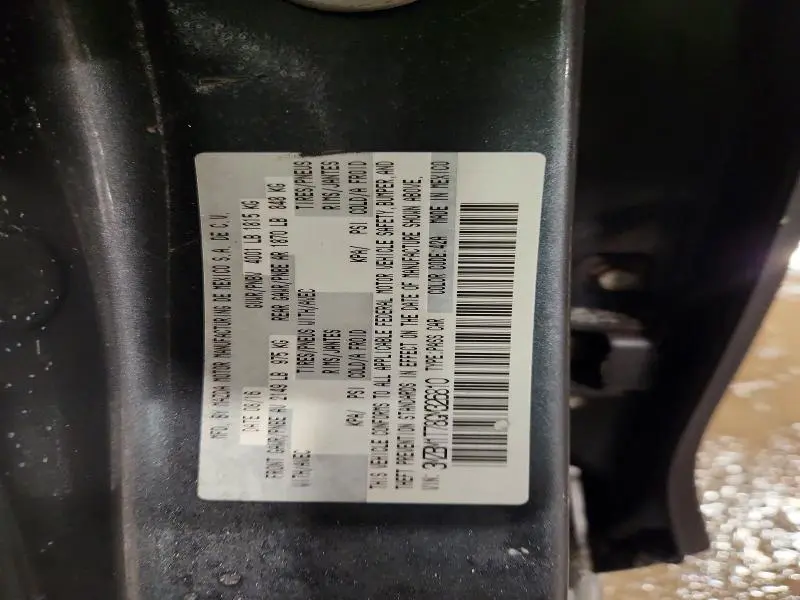 MFD. BY MAZDA MOTOR MANUFACTURING DE MEXICO S.A. DE C.V.
DATE 08/16 GVWR/PNBV 4001 LB 1815 KG
FRONT GAWR/PNBE AV 2149 LB 975 KG REAR GAWR/PNBE AR 1870 LB 848 KG
WITH/AVEC TIRES/PNEUS WITH/AVEC TIRES/PNEUS
RIMS/JANTES RIMS/JANTES
KPA/ PSI COLD/A FROID KPA/ PSI COLD/A FROID
THIS VEHICLE CONFORMS TO ALL APPLICABLE FEDERAL MOTOR VEHICLE SAFETY, BUMPER, AND
THEFT PREVENTION STANDARDS IN EFFECT ON THE DATE OF MANUFACTURE SHOWN ABOVE.
VIN: TYPE:PASS CAR COLOR CODE:42A MADE IN MEXICO